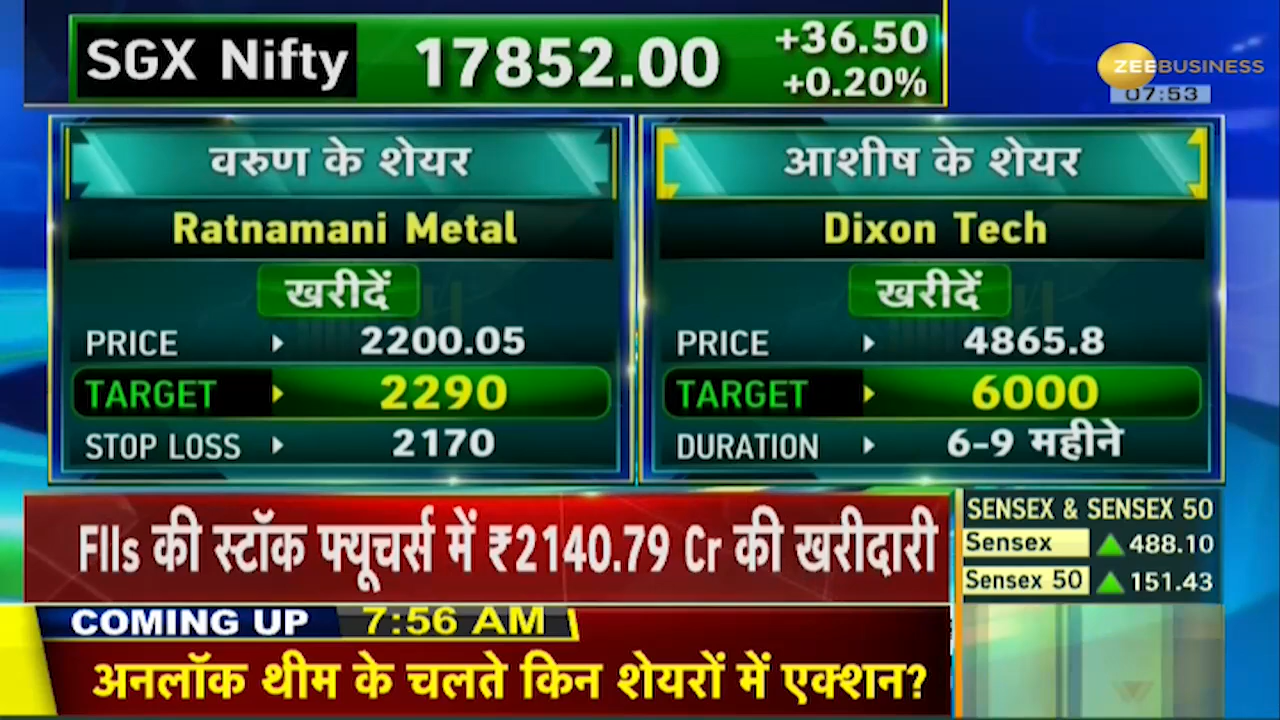 SGX Nifty 17852.00 +36.50
+0.20%
ZEEBUSINESS
07:53
वरुण के शेयर
Ratnamani Metal
खरीदें
PRICE 2200.05
TARGET 2290
STOP LOSS 2170
आशीष के शेयर
Dixon Tech
खरीदें
PRICE 4865.8
TARGET 6000
DURATION 6-9 महीने
FIIs की स्टॉक फ्यूचर्स में ₹2140.79 Cr की खरीदारी
SENSEX & SENSEX 50
Sensex 488.10
Sensex 50 151.43
COMING UP 7:56 AM
अनलॉक थीम के चलते किन शेयरों में एक्शन?